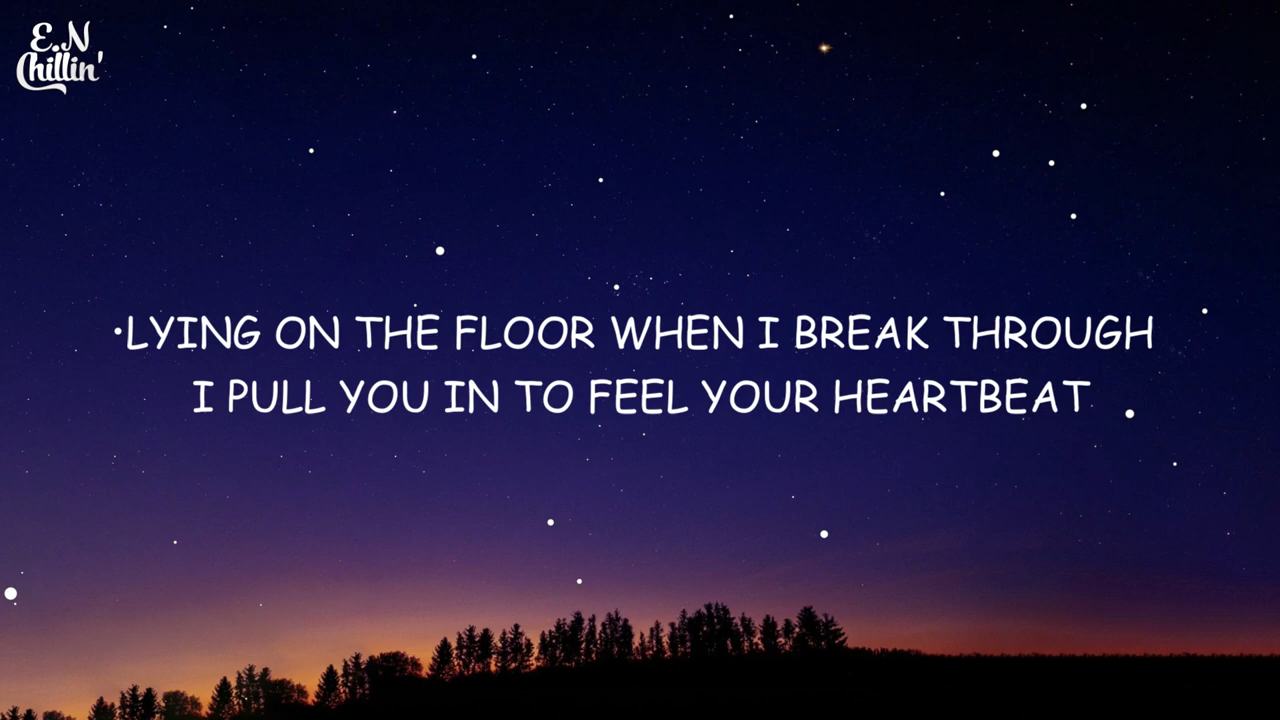 E.N
Chillin'
LYING ON THE FLOOR WHEN I BREAK THROUGH
I PULL YOU IN TO FEEL YOUR HEARTBEAT